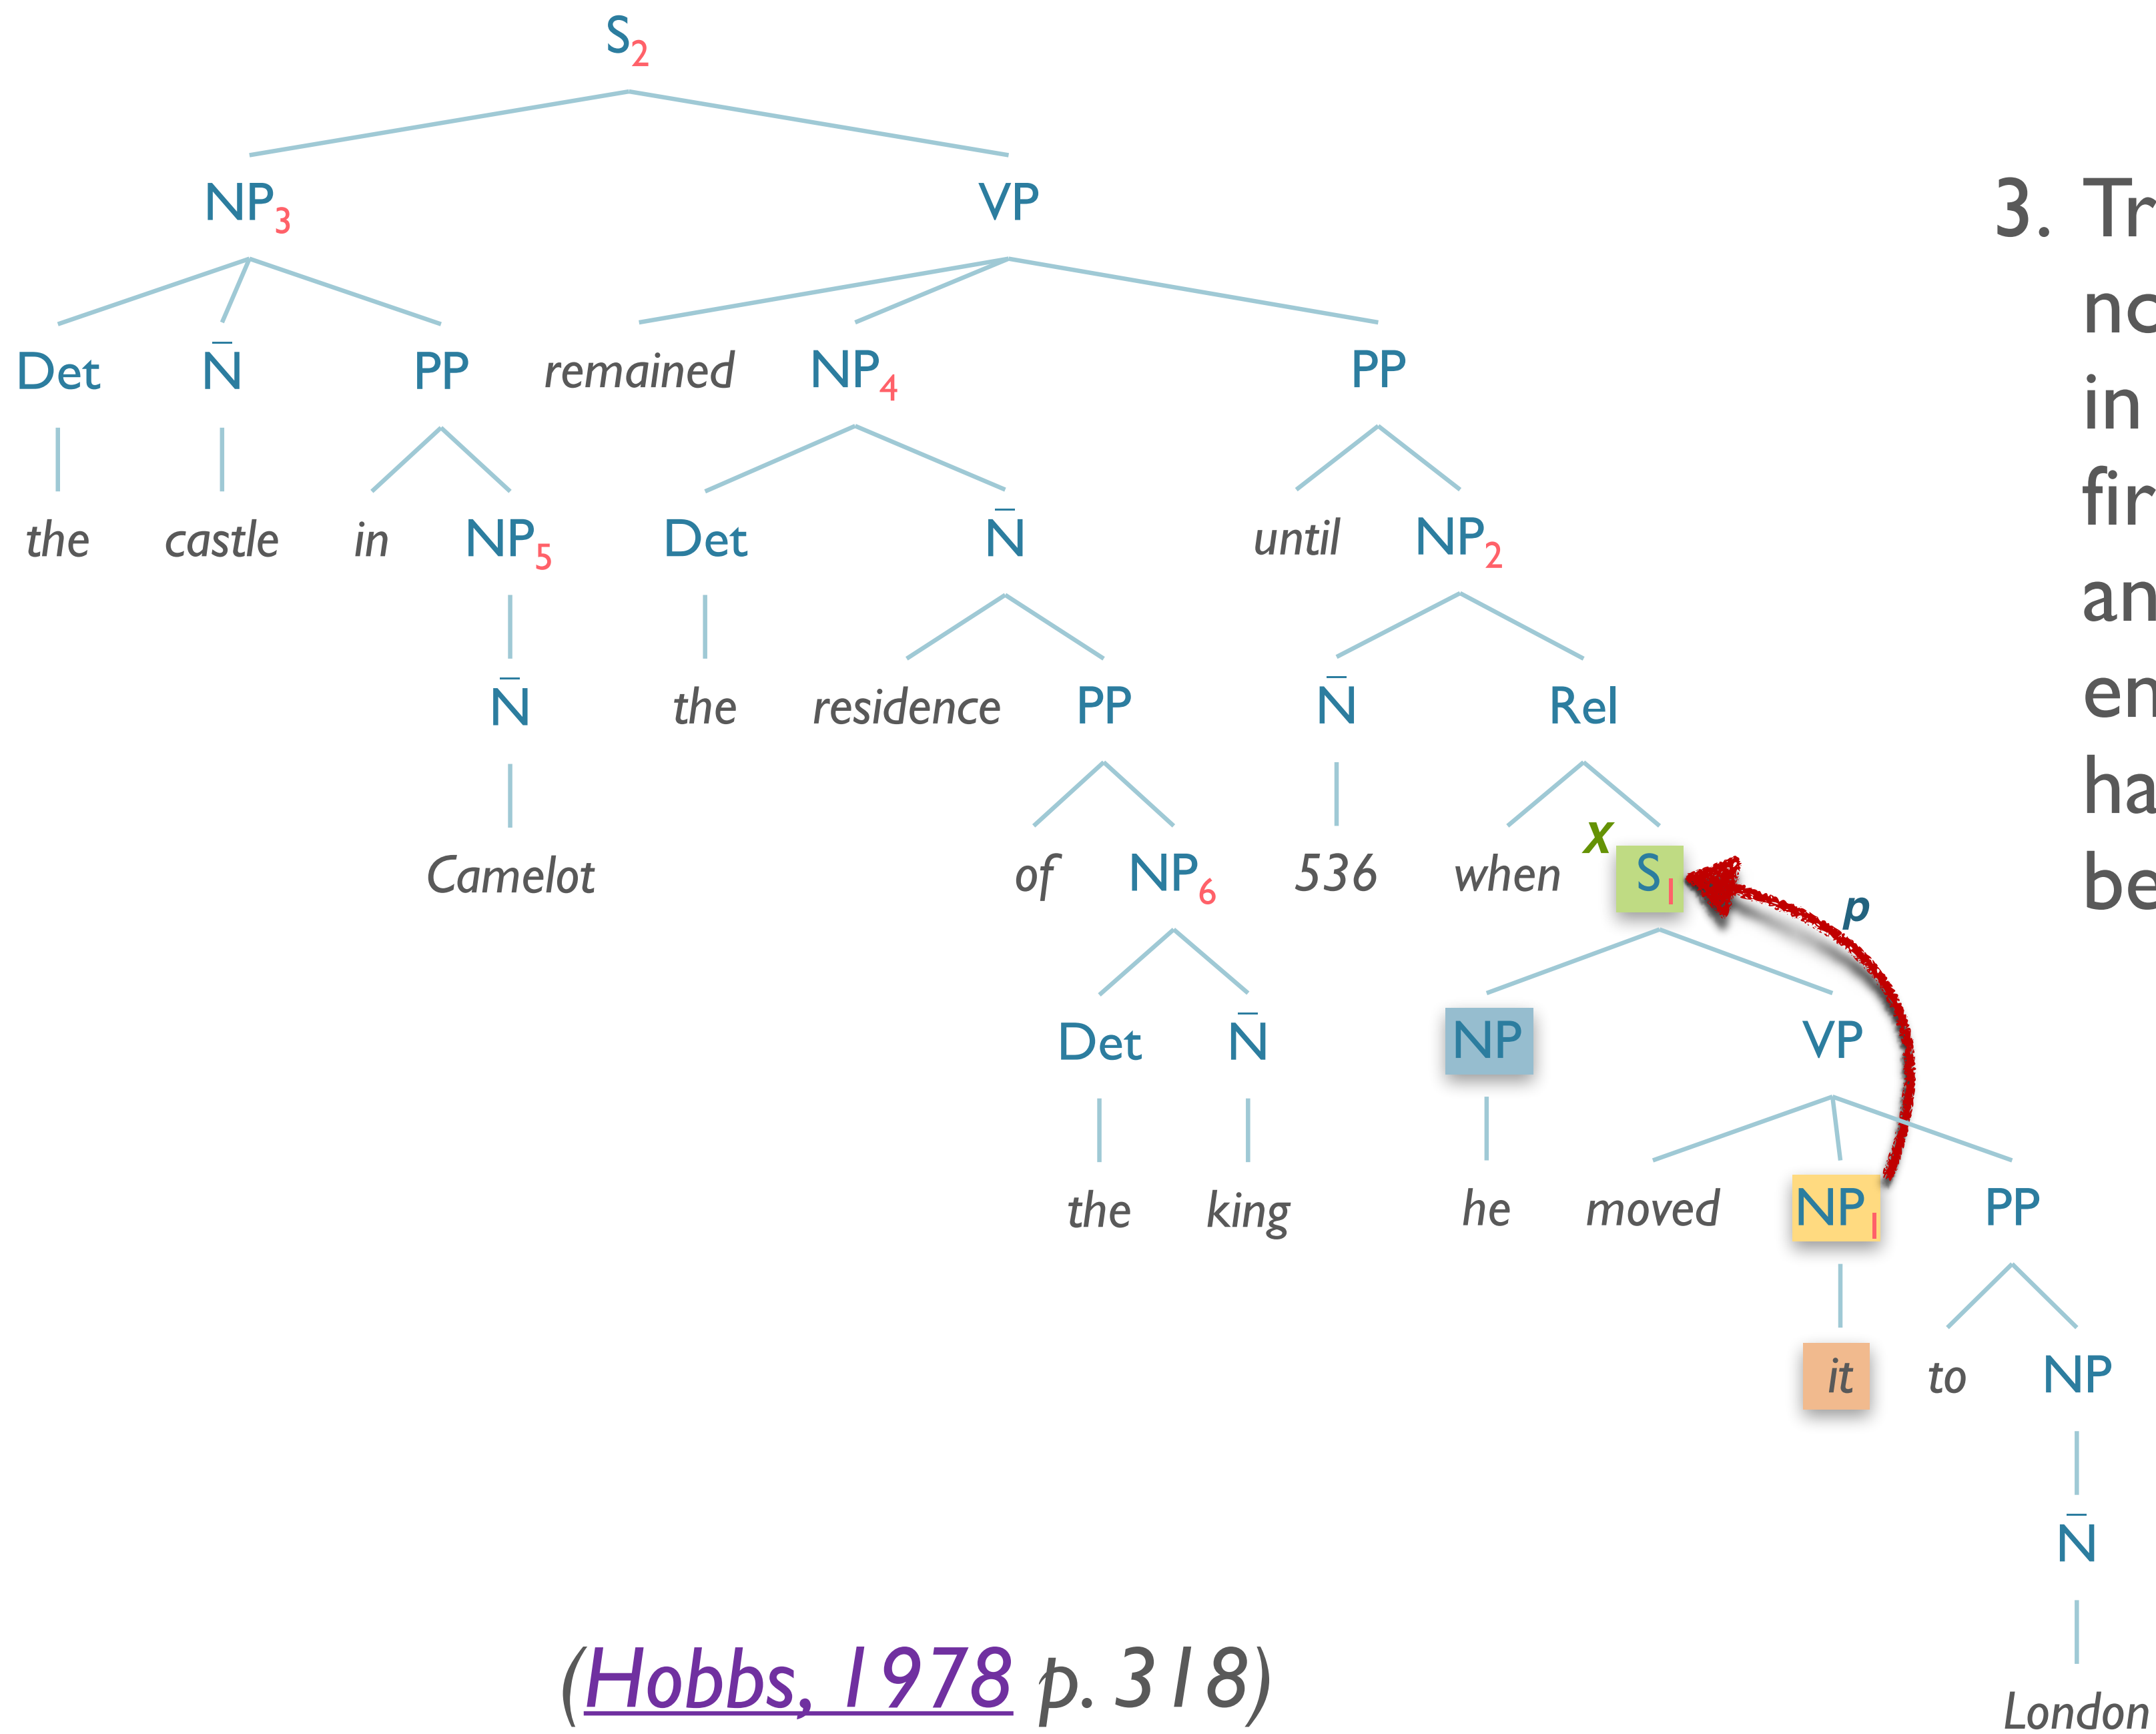 S2
NP3 VP
Det N̄ PP remained NP4 PP
the castle in NP5 Det N̄ until NP2
N̄ the residence PP N̄ Rel
Camelot of NP6 536 when X S1
p
Det N̄ NP VP
the king he moved NP1 PP
it to NP
N̄
London
(Hobbs, 1978 p. 318)
3. Tr
no
in
fir
an
en
ha
be